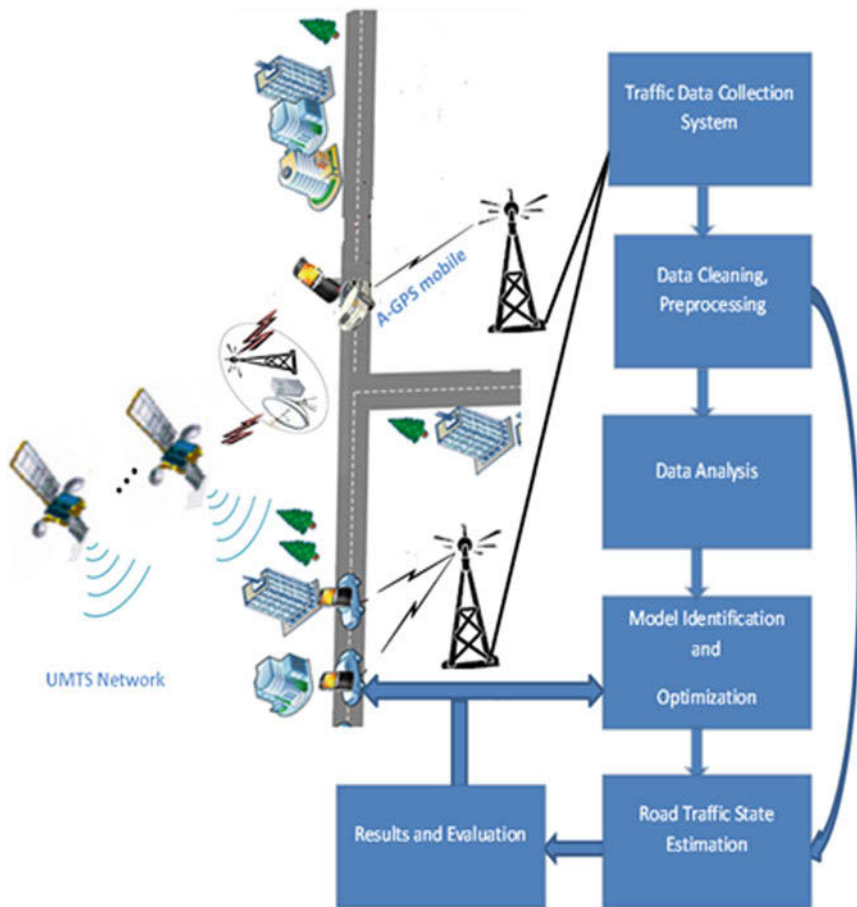 Traffic Data Collection
System
A-GPS mobile
Data Cleaning,
Preprocessing
Data Analysis
UMTS Network
Model Identification
and
Optimization
Results and Evaluation
Road Traffic State
Estimation